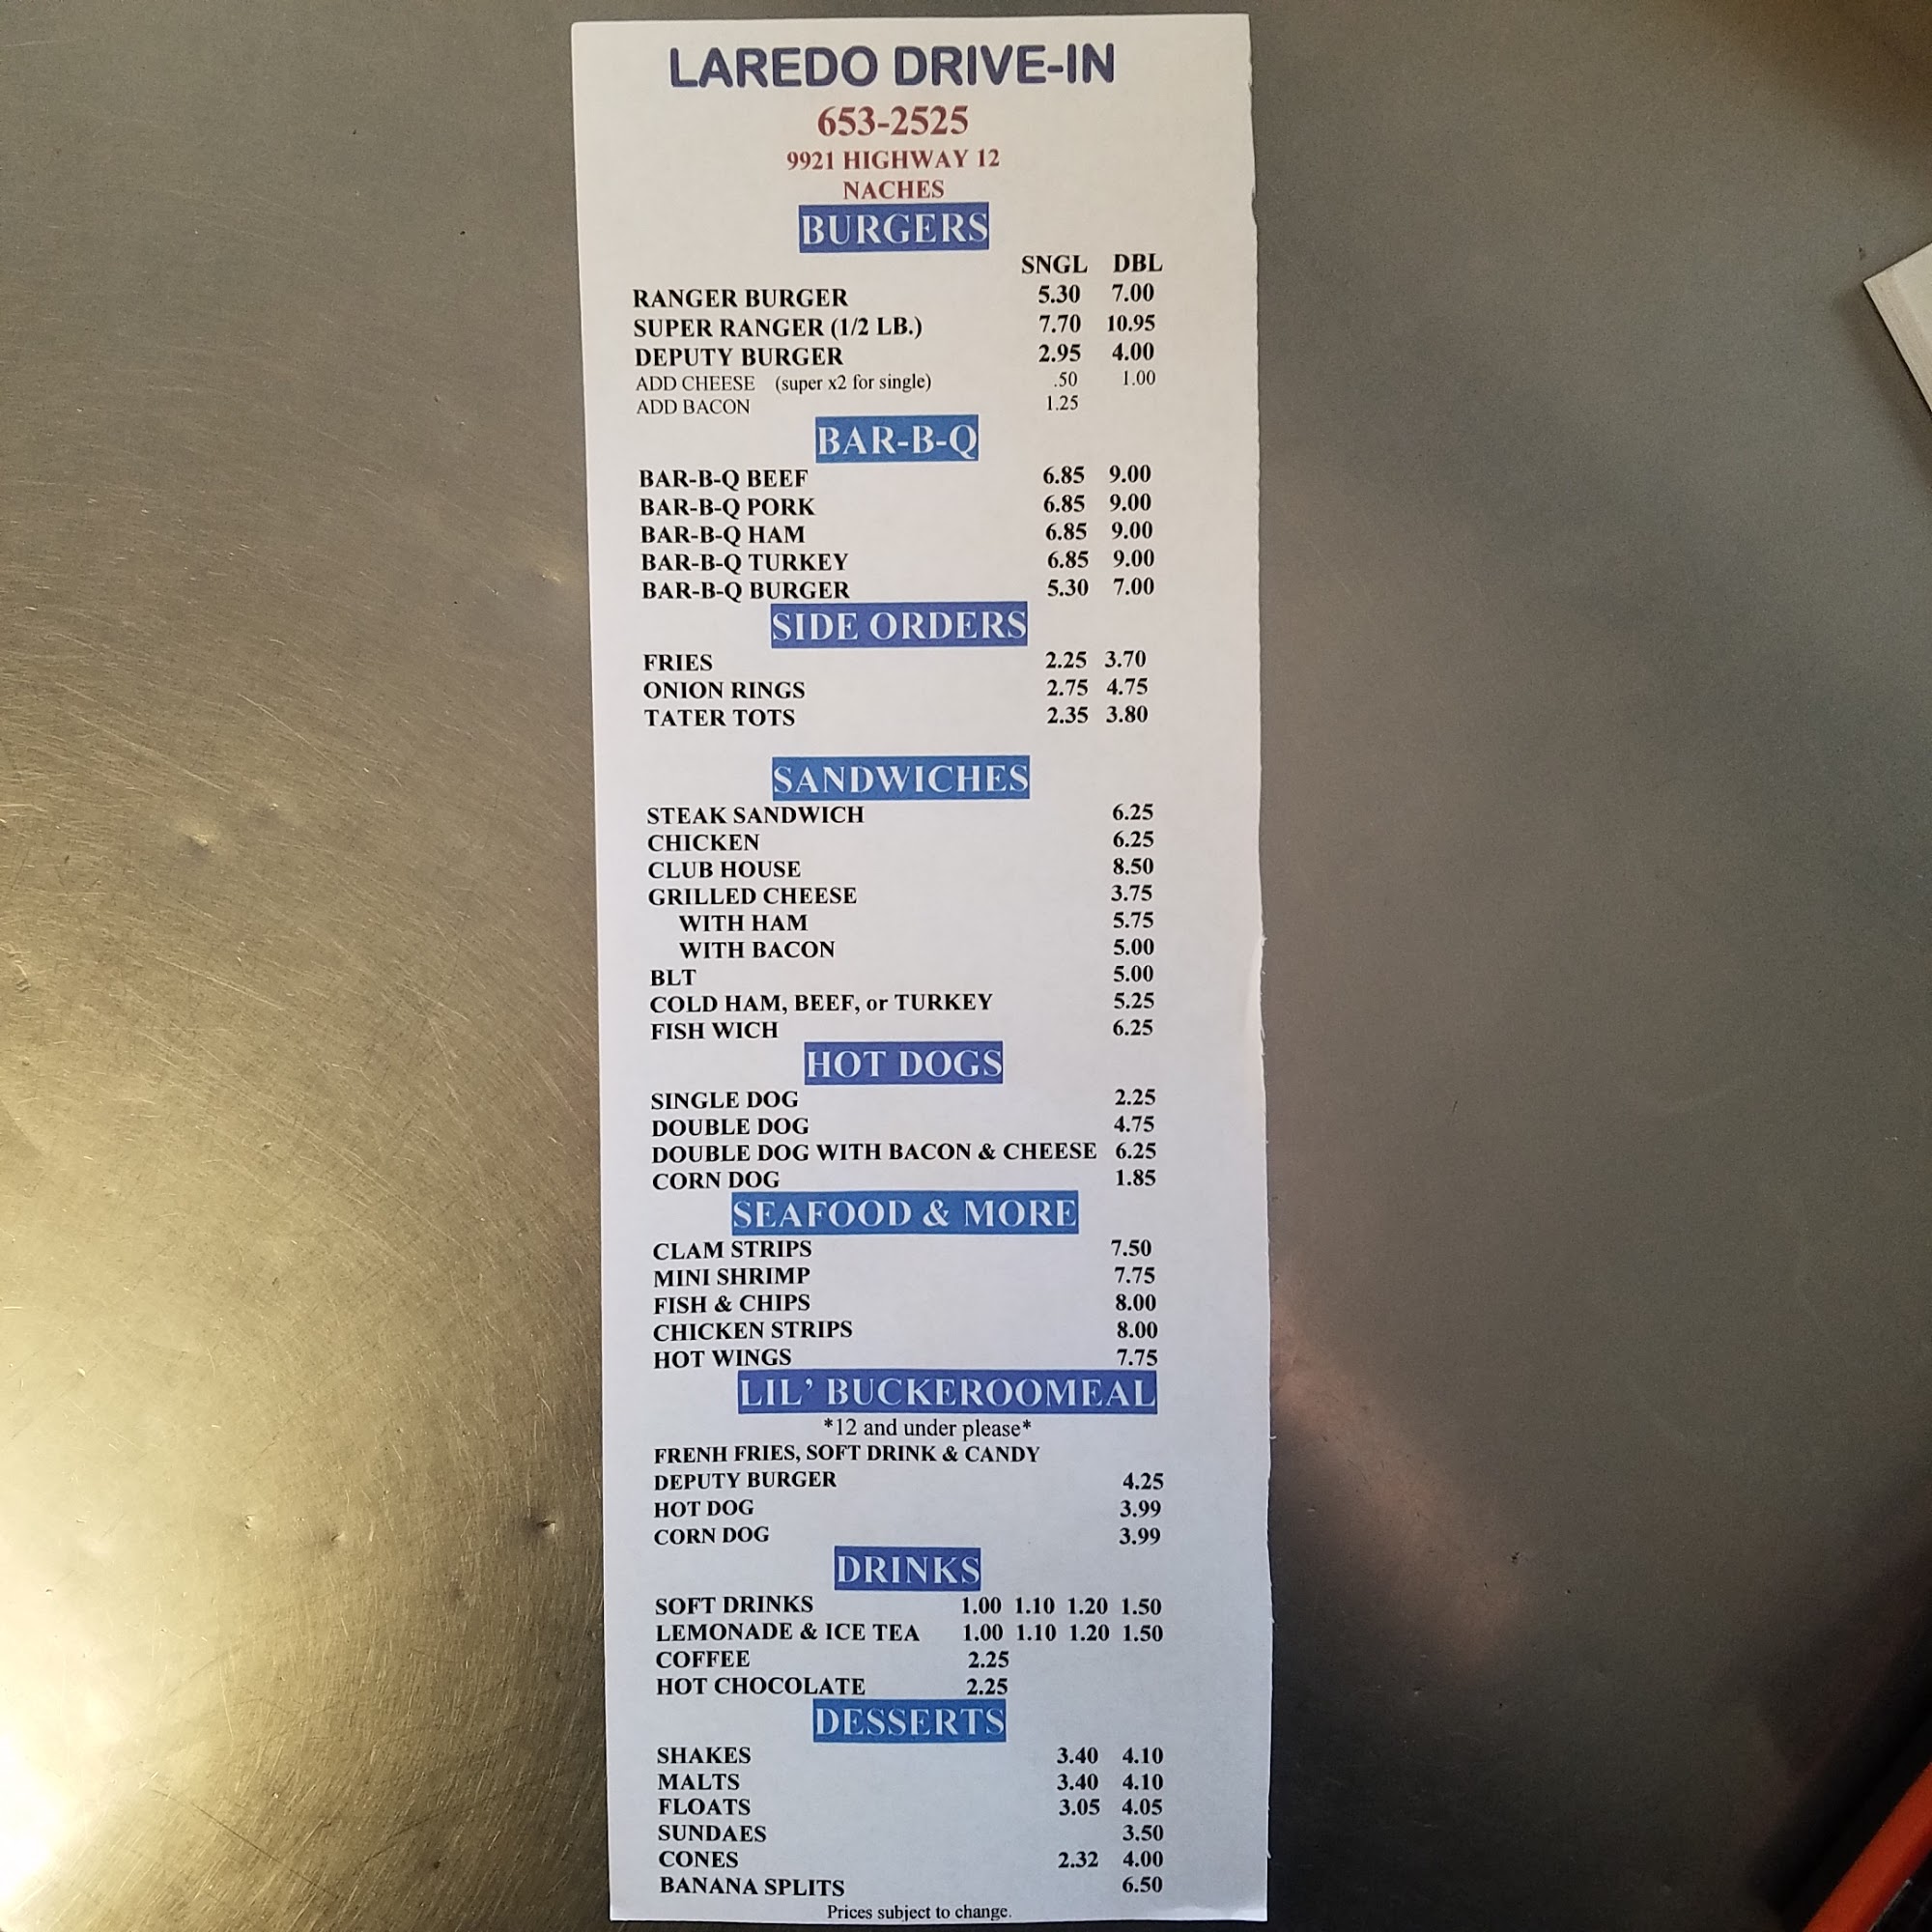 LAREDO DRIVE-IN
653-2525
9921 HIGHWAY 12
NACHES
BURGERS
SNGL DBL
RANGER BURGER 5.30 7.00
SUPER RANGER (1/2 LB.) 7.70 10.95
DEPUTY BURGER 2.95 4.00
ADD CHEESE (super x2 for single) .50 1.00
ADD BACON 1.25
BAR-B-Q
BAR-B-Q BEEF 6.85 9.00
BAR-B-Q PORK 6.85 9.00
BAR-B-Q HAM 6.85 9.00
BAR-B-Q TURKEY 6.85 9.00
BAR-B-Q BURGER 5.30 7.00
SIDE ORDERS
FRIES 2.25 3.70
ONION RINGS 2.75 4.75
TATER TOTS 2.35 3.80
SANDWICHES
STEAK SANDWICH 6.25
CHICKEN 6.25
CLUB HOUSE 8.50
GRILLED CHEESE 3.75
WITH HAM 5.75
WITH BACON 5.00
BLT 5.00
COLD HAM, BEEF, or TURKEY 5.25
FISH WICH 6.25
HOT DOGS
SINGLE DOG 2.25
DOUBLE DOG 4.75
DOUBLE DOG WITH BACON & CHEESE 6.25
CORN DOG 1.85
SEAFOOD & MORE
CLAM STRIPS 7.50
MINI SHRIMP 7.75
FISH & CHIPS 8.00
CHICKEN STRIPS 8.00
HOT WINGS 7.75
LIL' BUCKEROOMEAL
*12 and under please*
FRENH FRIES, SOFT DRINK & CANDY
DEPUTY BURGER 4.25
HOT DOG 3.99
CORN DOG 3.99
DRINKS
SOFT DRINKS 1.00 1.10 1.20 1.50
LEMONADE & ICE TEA 1.00 1.10 1.20 1.50
COFFEE 2.25
HOT CHOCOLATE 2.25
DESSERTS
SHAKES 3.40 4.10
MALTS 3.40 4.10
FLOATS 3.05 4.05
SUNDAES 3.50
CONES 2.32 4.00
BANANA SPLITS 6.50
Prices subject to change.